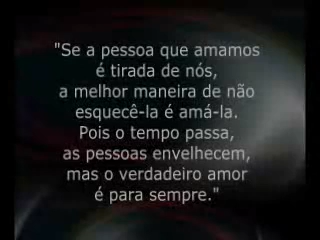 "Se a pessoa que amamos
é tirada de nós,
a melhor maneira de não
esquecê-la é amá-la.
Pois o tempo passa,
as pessoas envelhecem,
mas o verdadeiro amor
é para sempre."